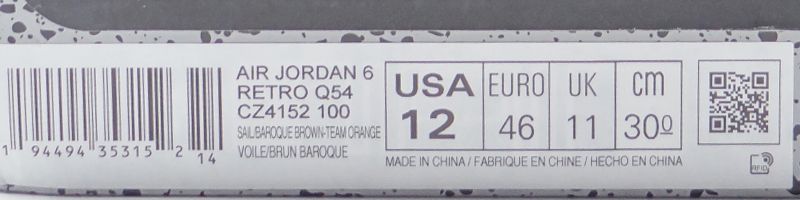 AIR JORDAN 6
RETRO Q54
CZ4152 100
SAIL/BAROQUE BROWN-TEAM ORANGE
VOILE/BRUN BAROQUE
1 94494 35315 2
14
USA EURO UK cm
12 46 11 30º
MADE IN CHINA / FABRIQUE EN CHINE / HECHO EN CHINA
RFID